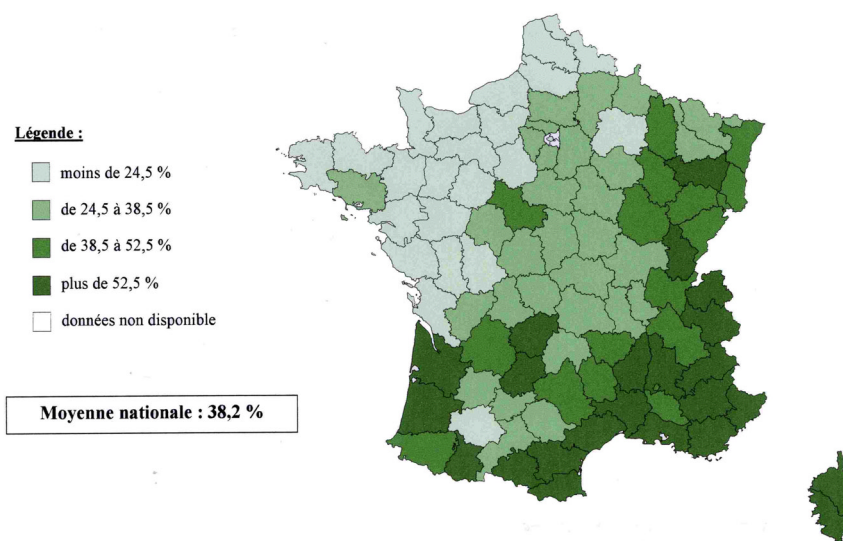 Légende :
moins de 24,5 %
de 24,5 à 38,5 %
de 38,5 à 52,5 %
plus de 52,5 %
données non disponible
Moyenne nationale : 38,2 %